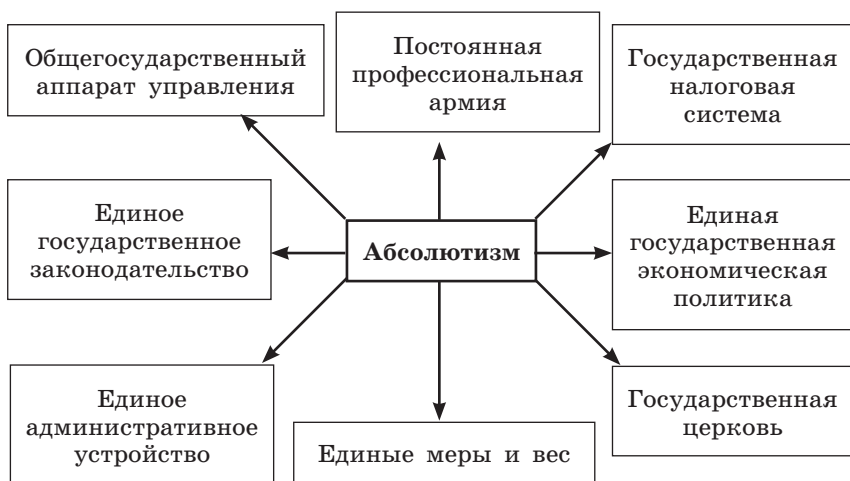 Общегосударственный
аппарат управления
Постоянная
профессиональная
армия
Государственная
налоговая
система
Единое
государственное
законодательство
Абсолютизм
Единая
государственная
экономическая
политика
Единое
административное
устройство
Единые меры и вес
Государственная
церковь